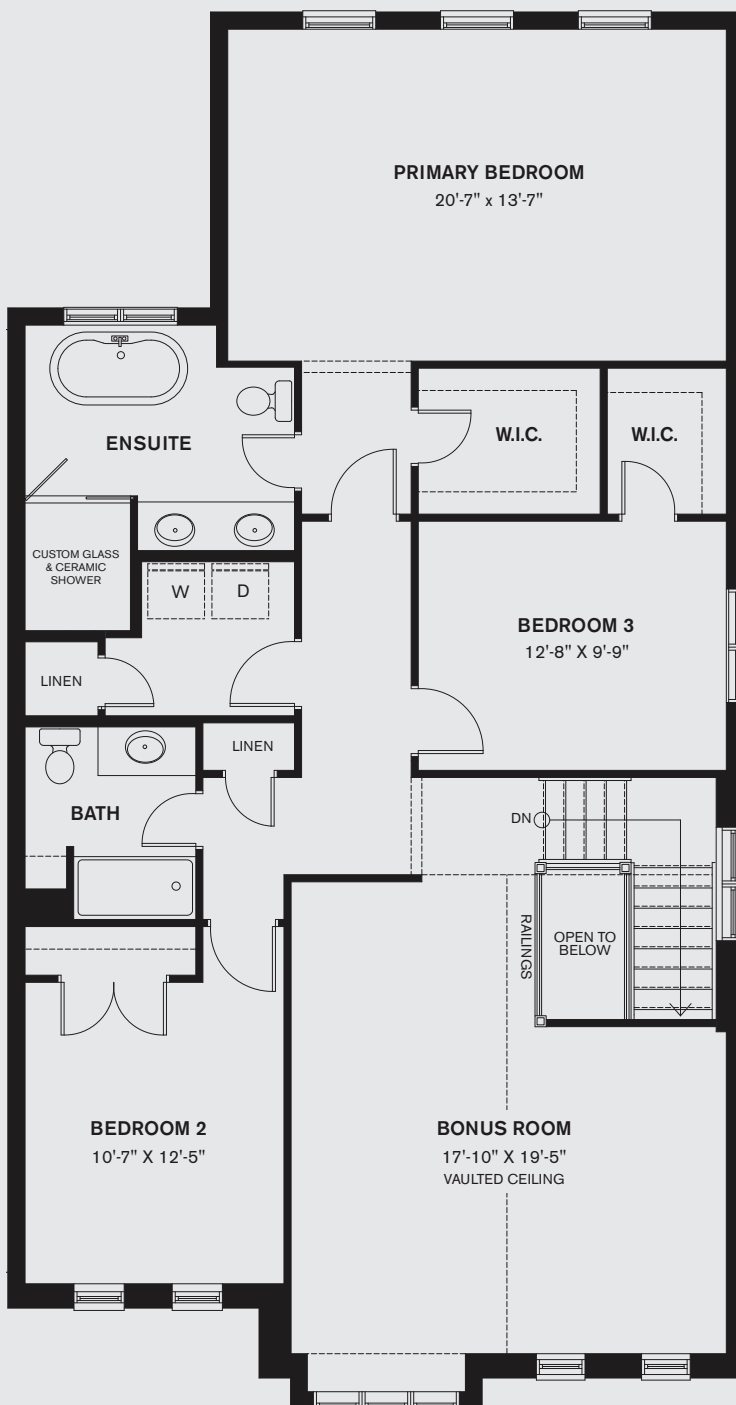 PRIMARY BEDROOM
20'-7" x 13'-7"
ENSUITE
W.I.C.
W.I.C.
CUSTOM GLASS
& CERAMIC
SHOWER
W
D
BEDROOM 3
12'-8" X 9'-9"
LINEN
LINEN
BATH
DN
RAILINGS
OPEN TO
BELOW
BEDROOM 2
10'-7" X 12'-5"
BONUS ROOM
17'-10" X 19'-5"
VAULTED CEILING